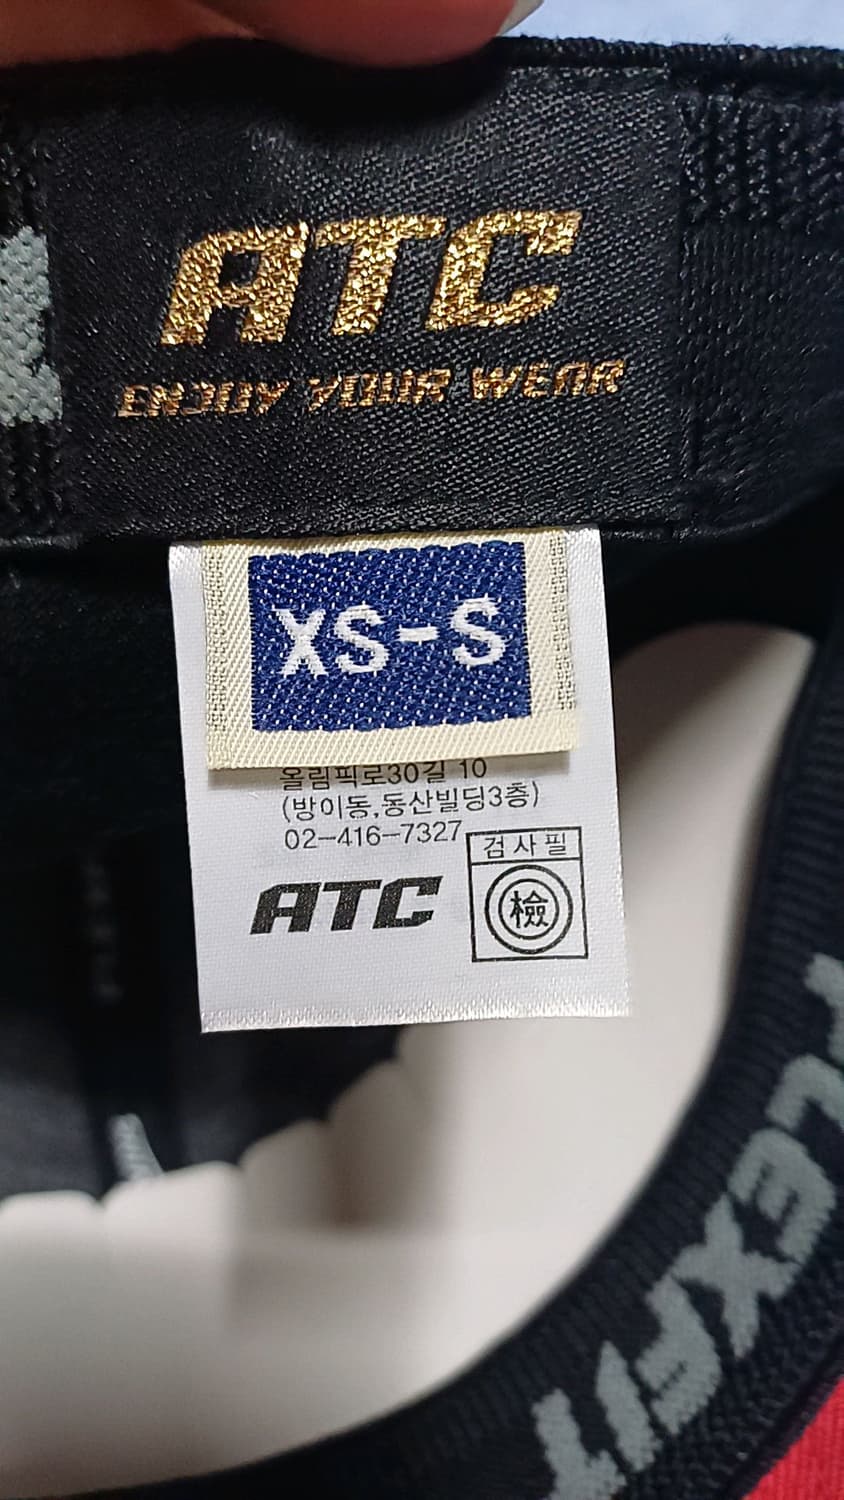 ATC
ENJOY YOUR WEAR
XS-S
올림픽로30길 10
(방이동,동산빌딩3층)
02-416-7327
검사필
檢
ATC
FLEXFIT